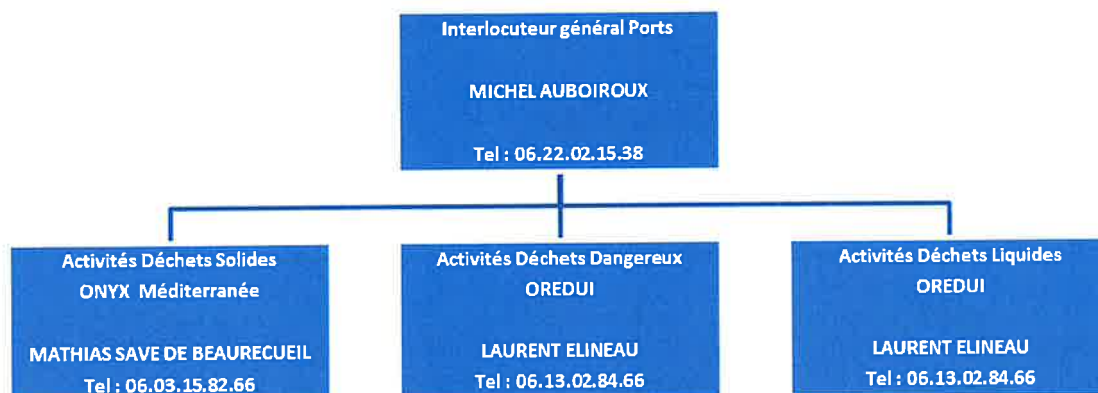 Interlocuteur général Ports
MICHEL AUBOIROUX
Tel : 06.22.02.15.38
Activités Déchets Solides
ONYX Méditerranée
MATHIAS SAVE DE BEAURECUEIL
Tel : 06.03.15.82.66
Activités Déchets Dangereux
OREDUI
LAURENT ELINEAU
Tel : 06.13.02.84.66
Activités Déchets Liquides
OREDUI
LAURENT ELINEAU
Tel : 06.13.02.84.66